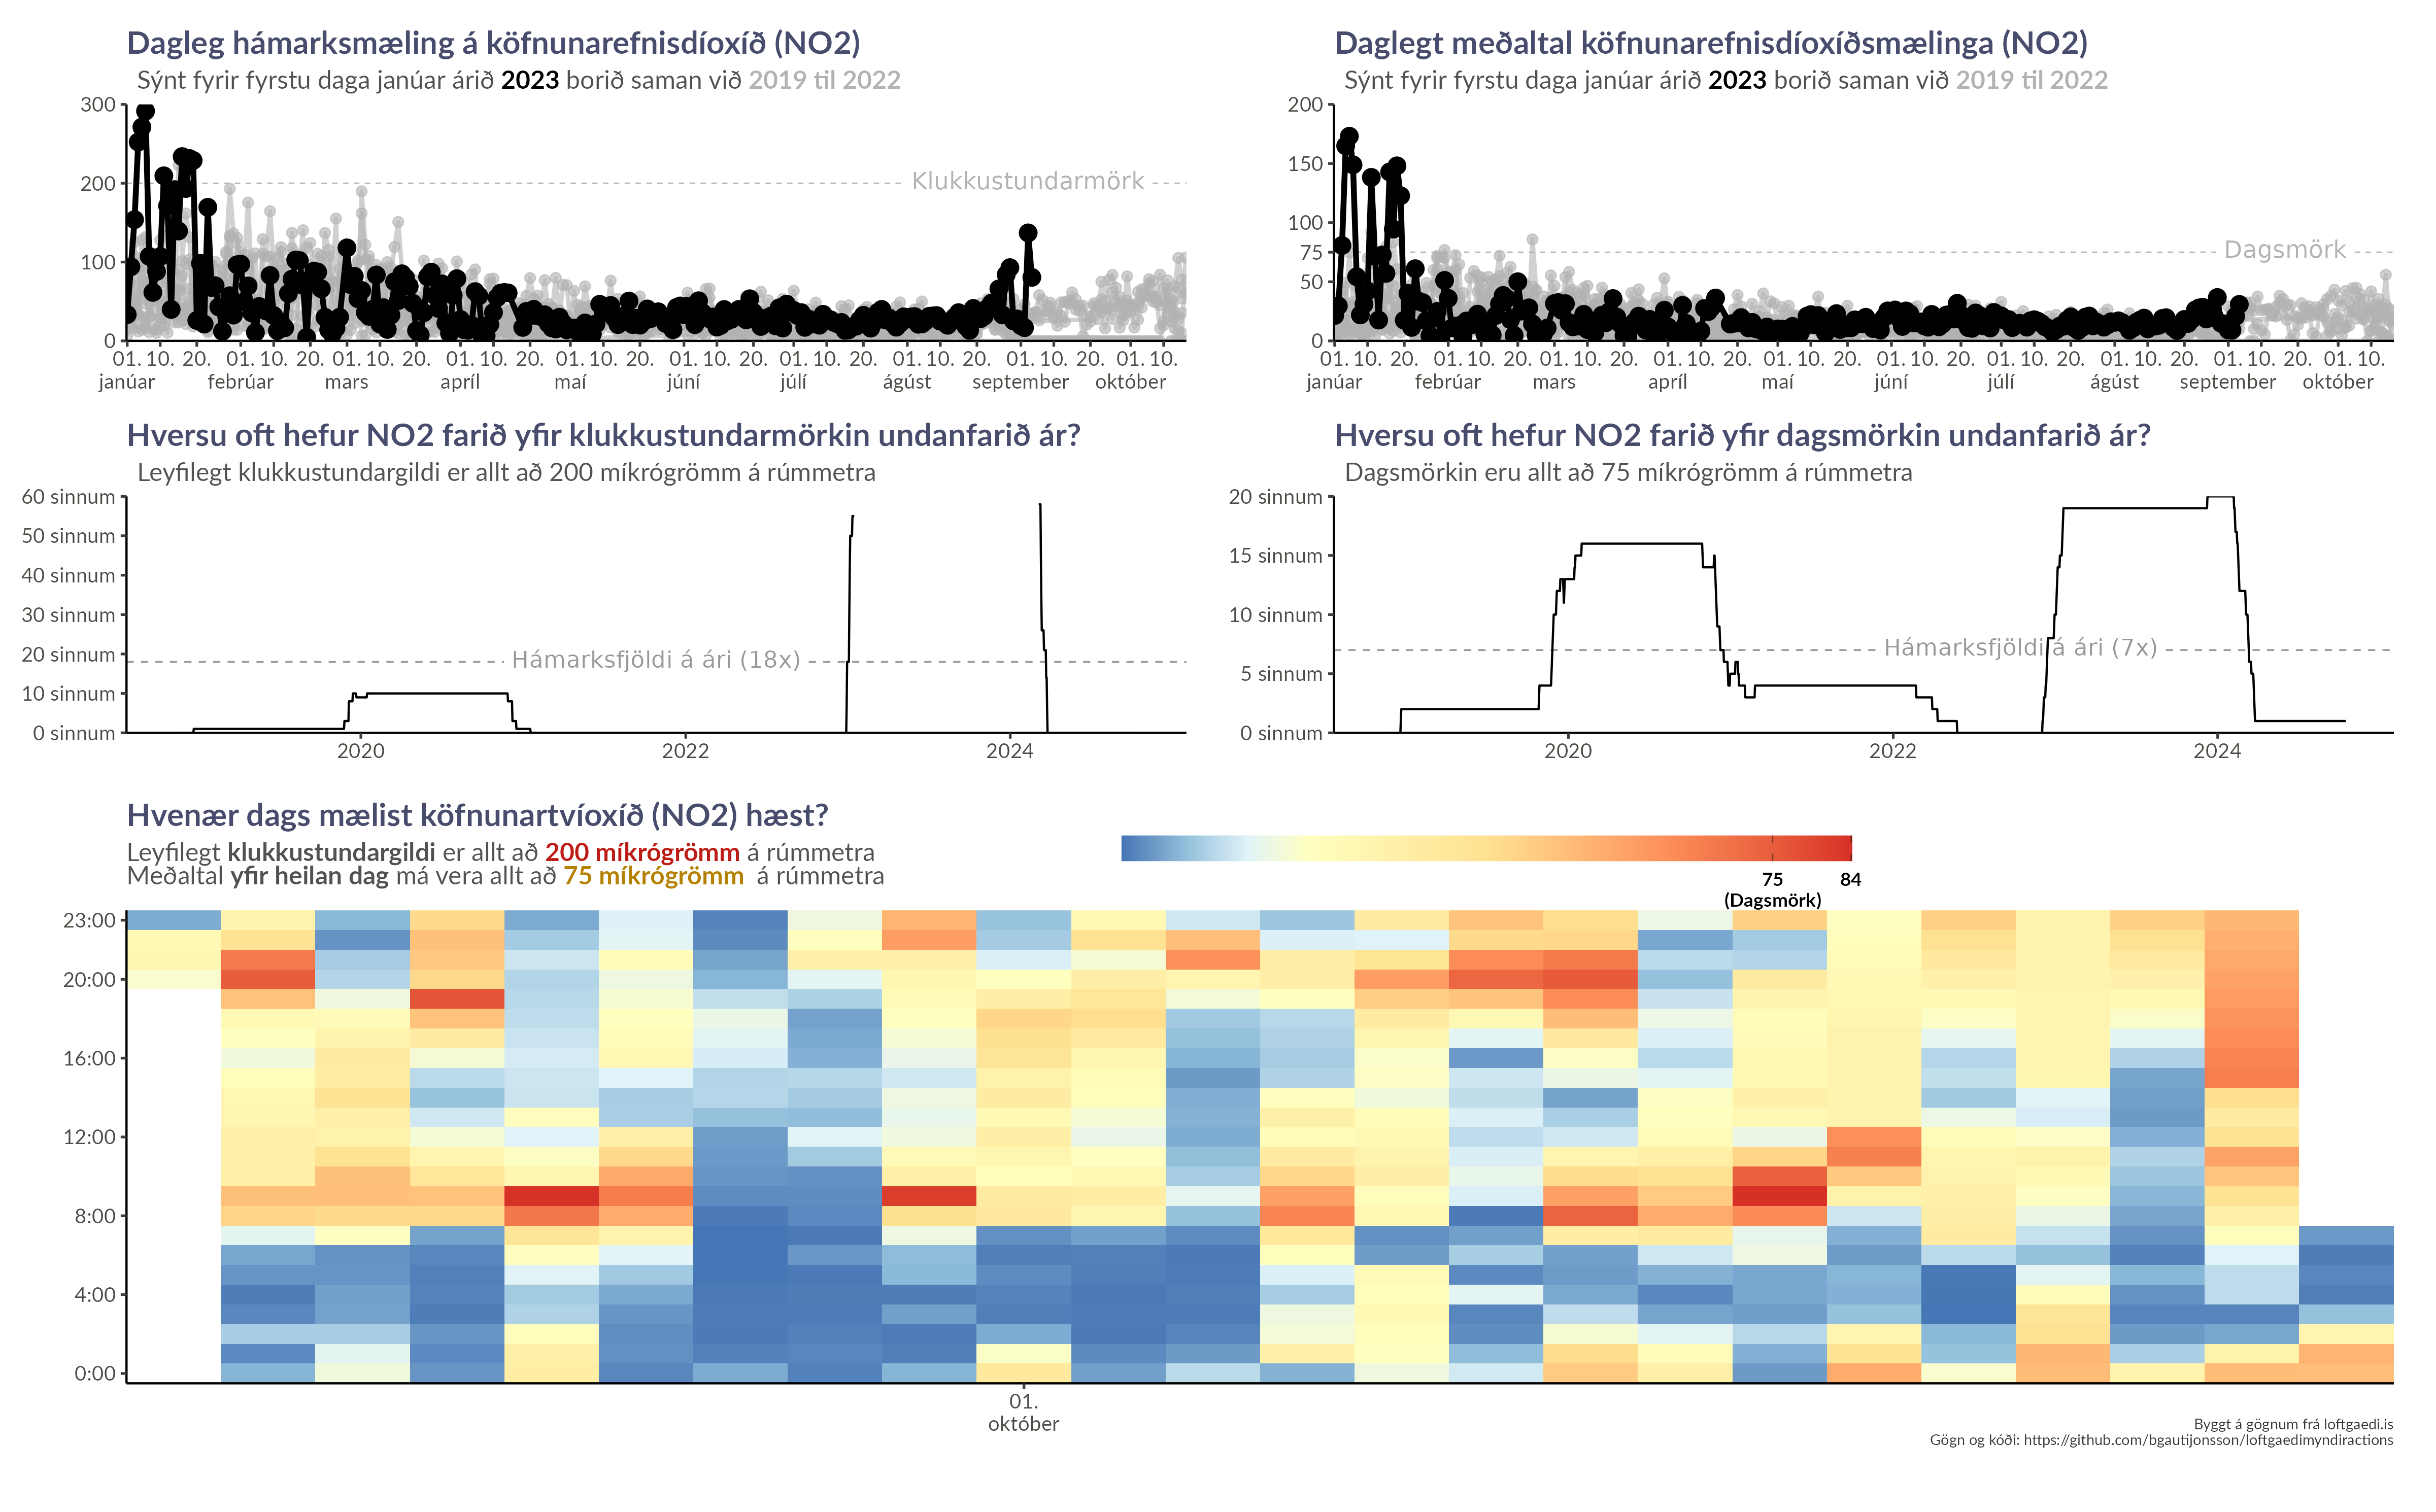 Dagleg hámarksmæling á köfnunarefnisdíoxíð (NO2)
Sýnt fyrir fyrstu daga janúar árið 2023 borið saman við 2019 til 2022
300
200
100
0
Klukkustundarmörk
01. 10. 20. 01. 10. 20. 01. 10. 20. 01. 10. 20. 01. 10. 20. 01. 10. 20. 01. 10. 20. 01. 10. 20. 01. 10. 20. 01. 10.
janúar febrúar mars apríl maí júní júlí ágúst september október
Daglegt meðaltal köfnunarefnisdíoxíðsmælinga (NO2)
Sýnt fyrir fyrstu daga janúar árið 2023 borið saman við 2019 til 2022
200
150
100
75
50
0
Dagsmörk
01. 10. 20. 01. 10. 20. 01. 10. 20. 01. 10. 20. 01. 10. 20. 01. 10. 20. 01. 10. 20. 01. 10. 20. 01. 10. 20. 01. 10.
janúar febrúar mars apríl maí júní júlí ágúst september október
Hversu oft hefur NO2 farið yfir klukkustundarmörkin undanfarið ár?
Leyfilegt klukkustundargildi er allt að 200 míkrógrömm á rúmmetra
60 sinnum
50 sinnum
40 sinnum
30 sinnum
20 sinnum
10 sinnum
0 sinnum
Hámarksfjöldi á ári (18x)
2020 2022 2024
Hversu oft hefur NO2 farið yfir dagsmörkin undanfarið ár?
Dagsmörkin eru allt að 75 míkrógrömm á rúmmetra
20 sinnum
15 sinnum
10 sinnum
5 sinnum
0 sinnum
Hámarksfjöldi á ári (7x)
2020 2022 2024
Hvenær dags mælist köfnunartvíoxíð (NO2) hæst?
Leyfilegt klukkustundargildi er allt að 200 míkrógrömm á rúmmetra
Meðaltal yfir heilan dag má vera allt að 75 míkrógrömm á rúmmetra
75 84
(Dagsmörk)
23:00
20:00
16:00
12:00
8:00
4:00
0:00
01.
október
Byggt á gögnum frá loftgaedi.is
Gögn og kóði: https://github.com/bgautijonsson/loftgaedimyndiractions